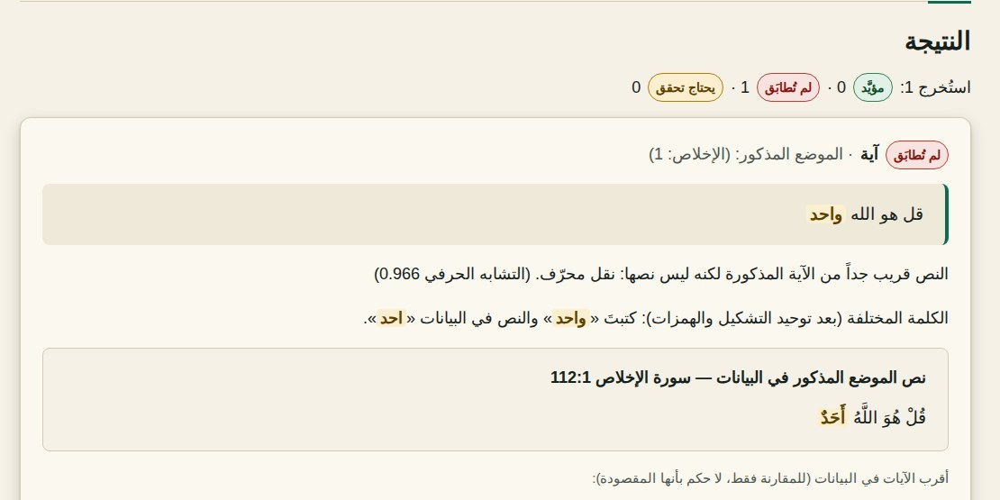 النتيجة
استُخرج 1: مؤيَّد 0 · لم تُطابَق 1 · يحتاج تحقق 0
لم تُطابَق آية · الموضع المذكور: (الإخلاص: 1)
قل هو الله واحد
النص قريب جداً من الآية المذكورة لكنه ليس نصها: نقل محرّف. (التشابه الحرفي 0.966)
الكلمة المختلفة (بعد توحيد التشكيل والهمزات): كتبتَ «واحد» والنص في البيانات «احد».
نص الموضع المذكور في البيانات — سورة الإخلاص 112:1
قُلْ هُوَ اللَّهُ أَحَدٌ
أقرب الآيات في البيانات (للمقارنة فقط، لا حكم بأنها المقصودة):